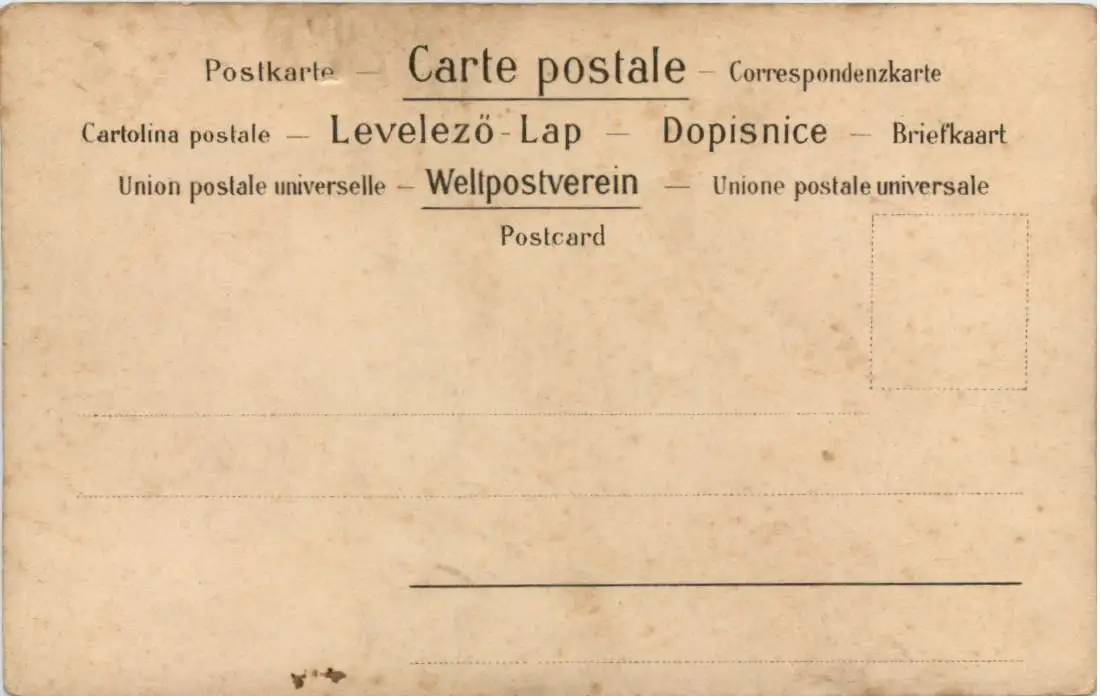 Postkarte — Carte postale — Correspondenzkarte
Cartolina postale — Levelező-Lap — Dopisnice — Briefkaart
Union postale universelle — Weltpostverein — Unione postale universale
Postcard